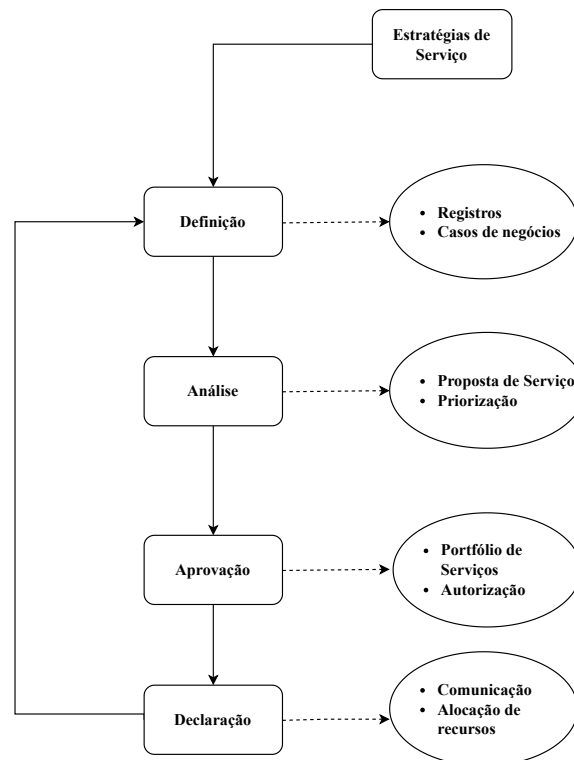 Estratégias de
Serviço
Definição
• Registros
• Casos de negócios
Análise
• Proposta de Serviço
• Priorização
Aprovação
• Portfólio de
Serviços
• Autorização
Declaração
• Comunicação
• Alocação de
recursos